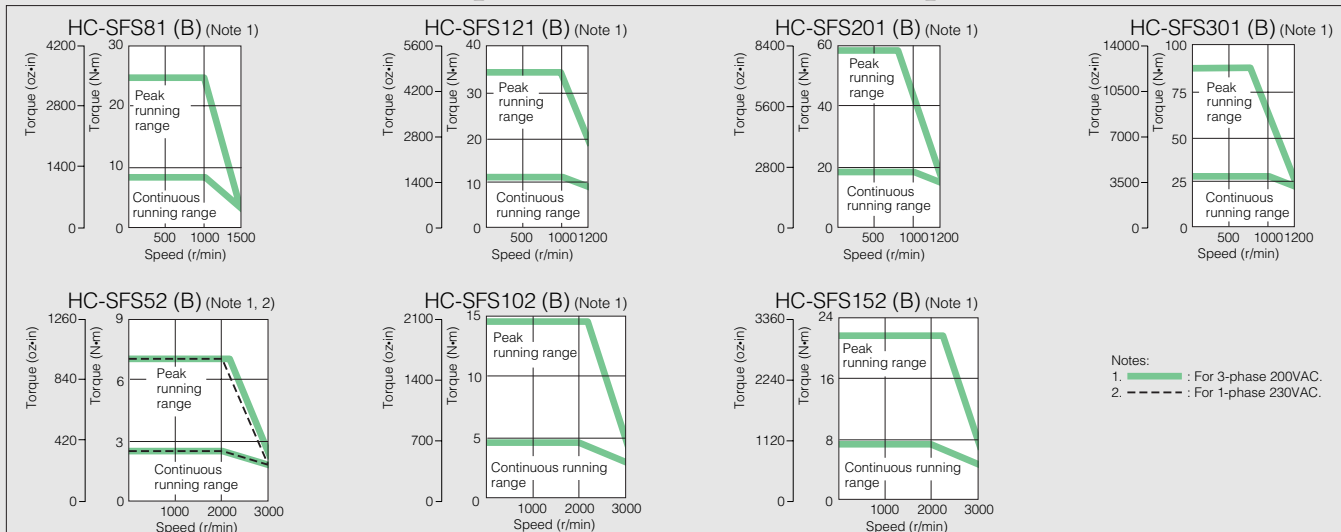 HC-SFS81 (B) (Note 1)
Torque (oz•in)
4200
2800
1400
0
Torque (N•m)
30
20
10
0
Peak
running
range
Continuous
running range
500 1000 1500
Speed (r/min)
HC-SFS121 (B) (Note 1)
Torque (oz•in)
5600
4200
2800
1400
0
Torque (N•m)
40
30
20
10
0
Peak
running
range
Continuous
running range
500 1000 1200
Speed (r/min)
HC-SFS201 (B) (Note 1)
Torque (oz•in)
8400
5600
2800
0
Torque (N•m)
60
40
20
0
Peak
running
range
Continuous
running range
500 1000 1200
Speed (r/min)
HC-SFS301 (B) (Note 1)
Torque (oz•in)
14000
10500
7000
3500
0
Torque (N•m)
100
75
50
25
0
Peak
running
range
Continuous
running range
500 1000 1200
Speed (r/min)
HC-SFS52 (B) (Note 1, 2)
Torque (oz•in)
1260
840
420
0
Torque (N•m)
9
6
3
0
Peak
running
range
Continuous
running range
1000 2000 3000
Speed (r/min)
HC-SFS102 (B) (Note 1)
Torque (oz•in)
2100
1400
700
0
Torque (N•m)
15
10
5
0
Peak
running range
Continuous running
range
1000 2000 3000
Speed (r/min)
HC-SFS152 (B) (Note 1)
Torque (oz•in)
3360
2240
1120
0
Torque (N•m)
24
16
8
0
Peak
running range
Continuous running
range
1000 2000 3000
Speed (r/min)
Notes:
1. : For 3-phase 200VAC.
2. : For 1-phase 230VAC.